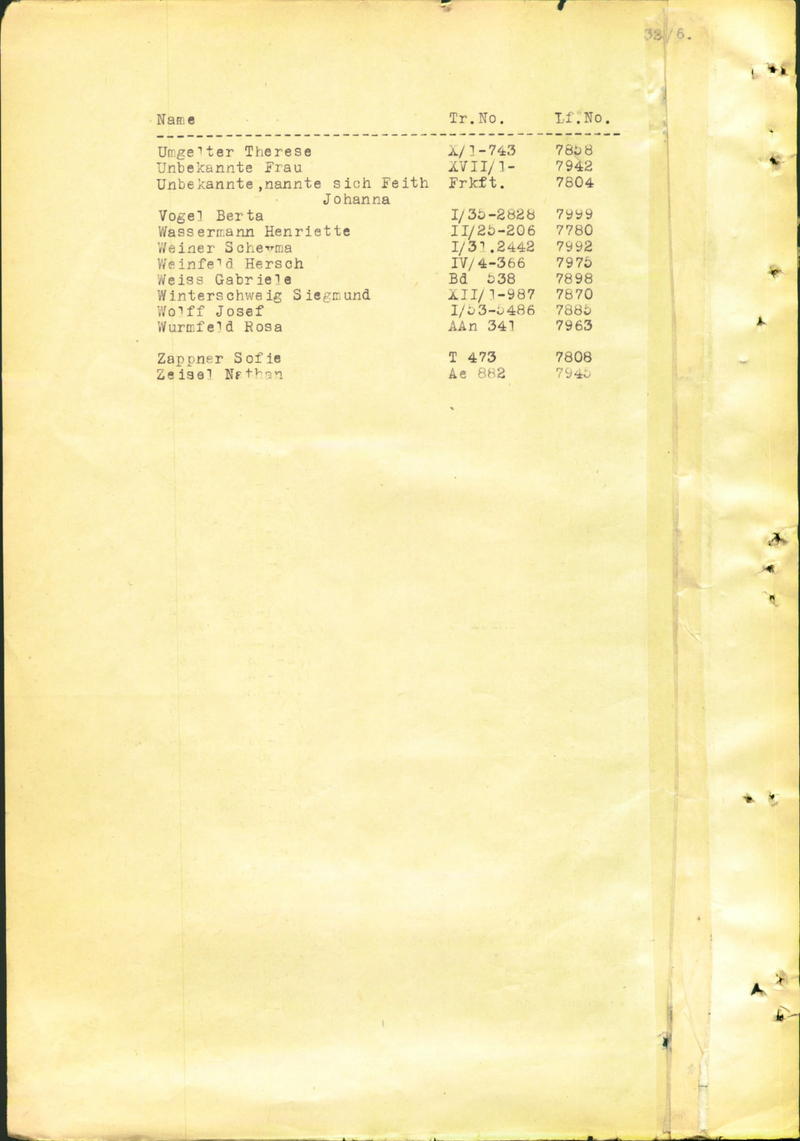 38/6.
Name Tr.No. Lf.No.
Umgelter Therese X/1-743 7858
Unbekannte Frau XVII/1- 7942
Unbekannte,nannte sich Feith Frkft. 7804
Johanna
Vogel Berta I/35-2828 7999
Wassermann Henriette II/25-206 7780
Weiner I/31.2442 7992
Weinfeld Hersch IV/4-366 7975
Weiss Gabriele Bd 538 7898
Winterschweig Siegmund XII/1-987 7870
Wolff Josef I/53-5486 7885
Wurmfeld Rosa AAn 341 7963
Zappner Sofie T 473 7808
Zeisel Nathan Ae 882 7945